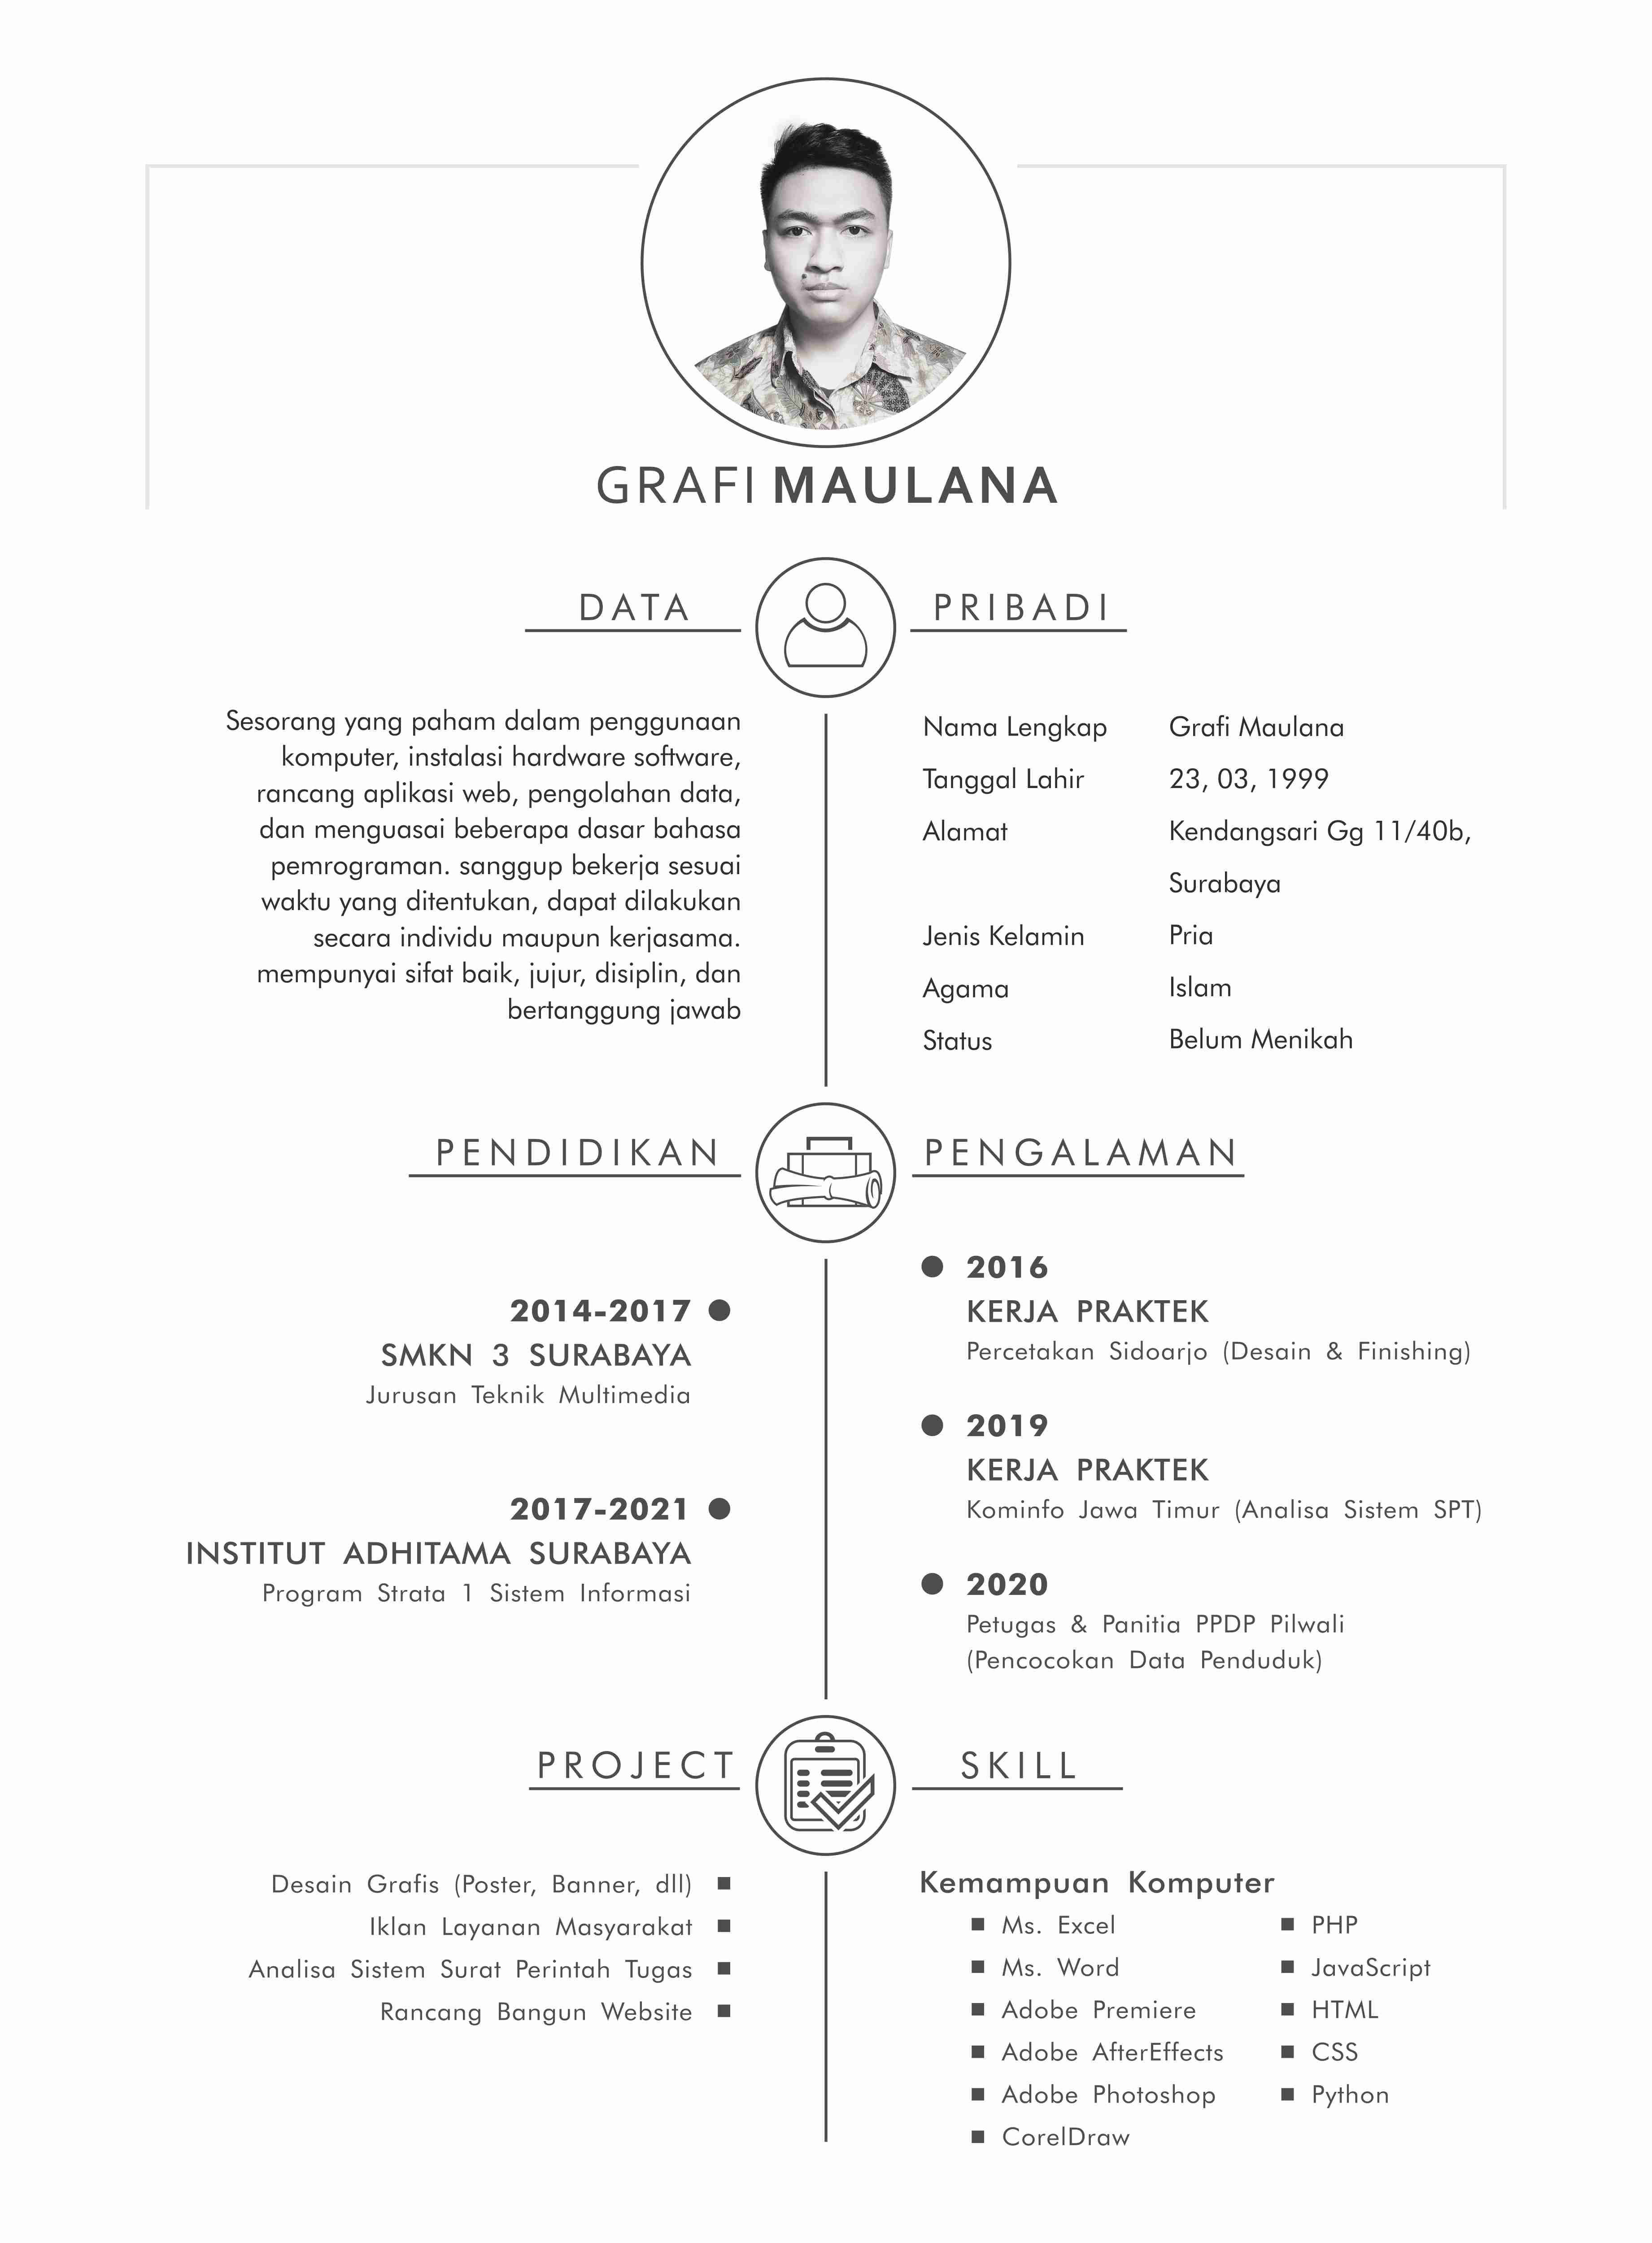 GRAFI MAULANA
DATA PRIBADI
Sesorang yang paham dalam penggunaan
komputer, instalasi hardware software,
rancang aplikasi web, pengolahan data,
dan menguasai beberapa dasar bahasa
pemrograman. sanggup bekerja sesuai
waktu yang ditentukan, dapat dilakukan
secara individu maupun kerjasama.
mempunyai sifat baik, jujur, disiplin, dan
bertanggung jawab
Nama Lengkap Grafi Maulana
Tanggal Lahir 23, 03, 1999
Alamat Kendangsari Gg 11/40b,
Surabaya
Jenis Kelamin Pria
Agama Islam
Status Belum Menikah
PENDIDIKAN
2014-2017
SMKN 3 SURABAYA
Jurusan Teknik Multimedia
2017-2021
INSTITUT ADHITAMA SURABAYA
Program Strata 1 Sistem Informasi
PENGALAMAN
2016
KERJA PRAKTEK
Percetakan Sidoarjo (Desain & Finishing)
2019
KERJA PRAKTEK
Kominfo Jawa Timur (Analisa Sistem SPT)
2020
Petugas & Panitia PPDP Pilwali
(Pencocokan Data Penduduk)
PROJECT
Desain Grafis (Poster, Banner, dll)
Iklan Layanan Masyarakat
Analisa Sistem Surat Perintah Tugas
Rancang Bangun Website
SKILL
Kemampuan Komputer
Ms. Excel
Ms. Word
Adobe Premiere
Adobe AfterEffects
Adobe Photoshop
CorelDraw
PHP
JavaScript
HTML
CSS
Python